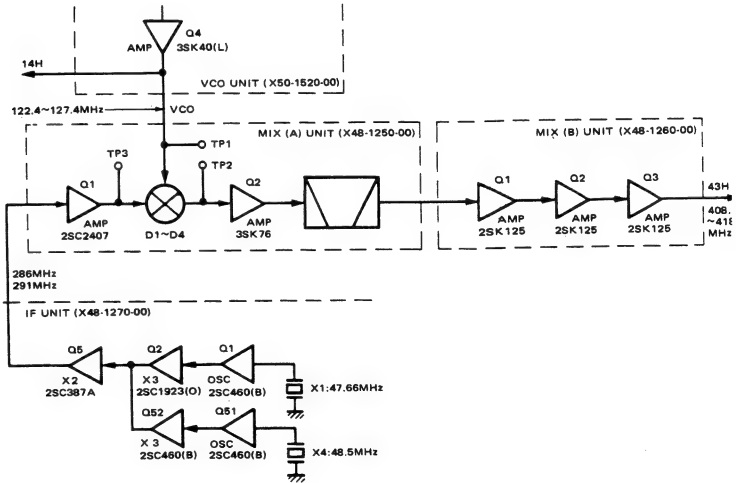 Q4
AMP 3SK40(L)
14H
VCO UNIT (X50-1520-00)
122.4~127.4MHz VCO
MIX (A) UNIT (X48-1250-00)
MIX (B) UNIT (X48-1260-00)
TP1
TP3
TP2
Q1
Q2
Q1
Q2
Q3
43H
AMP
2SC2407
D1~D4
AMP
3SK76
AMP
2SK125
AMP
2SK125
AMP
2SK125
408.
~418
MHz
286MHz
291MHz
IF UNIT (X48-1270-00)
Q5
Q2
Q1
X2
2SC387A
X3
2SC1923(O)
OSC
2SC460(B)
X1:47.66MHz
Q52
Q51
X3
2SC460(B)
OSC
2SC460(B)
X4:48.5MHz